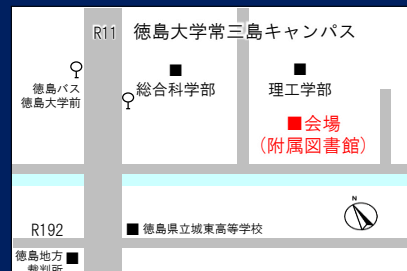 R11 徳島大学常三島キャンパス
徳島バス
徳島大学前
■
総合科学部
■
理工学部
■会場
(附属図書館)
N
R192
■ 徳島県立城東高等学校
徳島地方 ■
裁判所